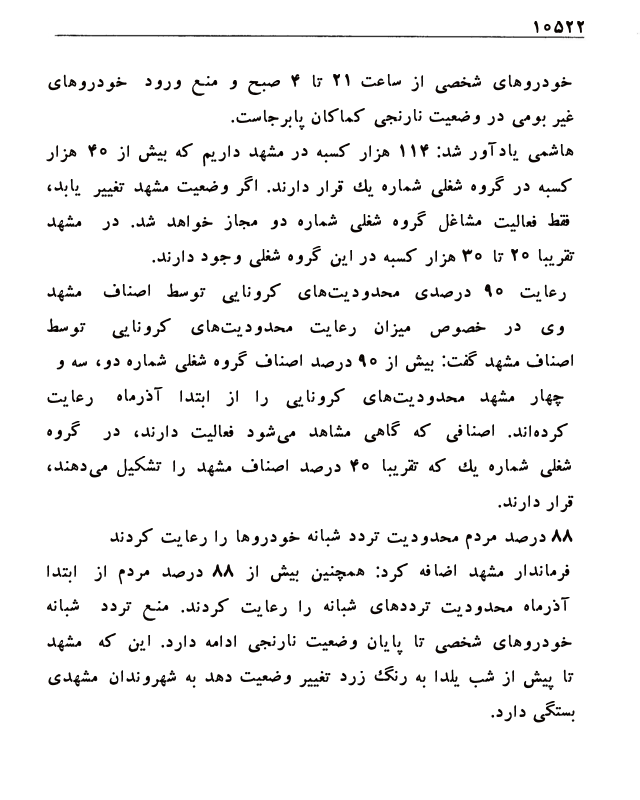 ۱۰۵۲۲
خودروهای شخصی از ساعت ۲۱ تا ۴ صبح و منع ورود خودروهای
غیر بومی در وضعیت نارنجی کماکان پابرجاست.
هاشمی یادآور شد: ۱۱۴ هزار کسبه در مشهد داریم که بیش از ۴۰ هزار
کسبه در گروه شغلی شماره یك قرار دارند. اگر وضعیت مشهد تغییر یابد،
فقط فعالیت مشاغل گروه شغلی شماره دو مجاز خواهد شد. در مشهد
تقریبا ۲۰ تا ۳۰ هزار کسبه در این گروه شغلی وجود دارند.
رعایت ۹۰ درصدی محدودیت‌های کرونایی توسط اصناف مشهد
وی در خصوص میزان رعایت محدودیت‌های کرونایی توسط
اصناف مشهد گفت: بیش از ۹۰ درصد اصناف گروه شغلی شماره دو، سه و
چهار مشهد محدودیت‌های کرونایی را از ابتدا آذرماه رعایت
کرده‌اند. اصنافی که گاهی مشاهد می‌شود فعالیت دارند، در گروه
شغلی شماره یك که تقریبا ۴۰ درصد اصناف مشهد را تشکیل می‌دهند،
قرار دارند.
۸۸ درصد مردم محدودیت تردد شبانه خودروها را رعایت کردند
فرماندار مشهد اضافه کرد: همچنین بیش از ۸۸ درصد مردم از ابتدا
آذرماه محدودیت ترددهای شبانه را رعایت کردند. منع تردد شبانه
خودروهای شخصی تا پایان وضعیت نارنجی ادامه دارد. این که مشهد
تا پیش از شب یلدا به رنگ زرد تغییر وضعیت دهد به شهروندان مشهدی
بستگی دارد.